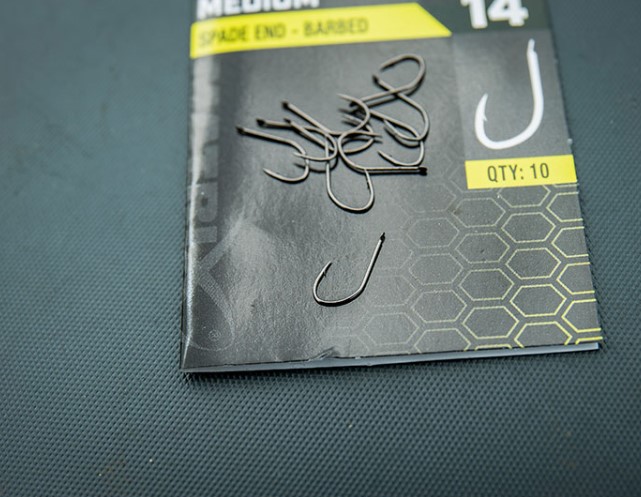 MEDIUM
14
SPADE END - BARBED
QTY: 10